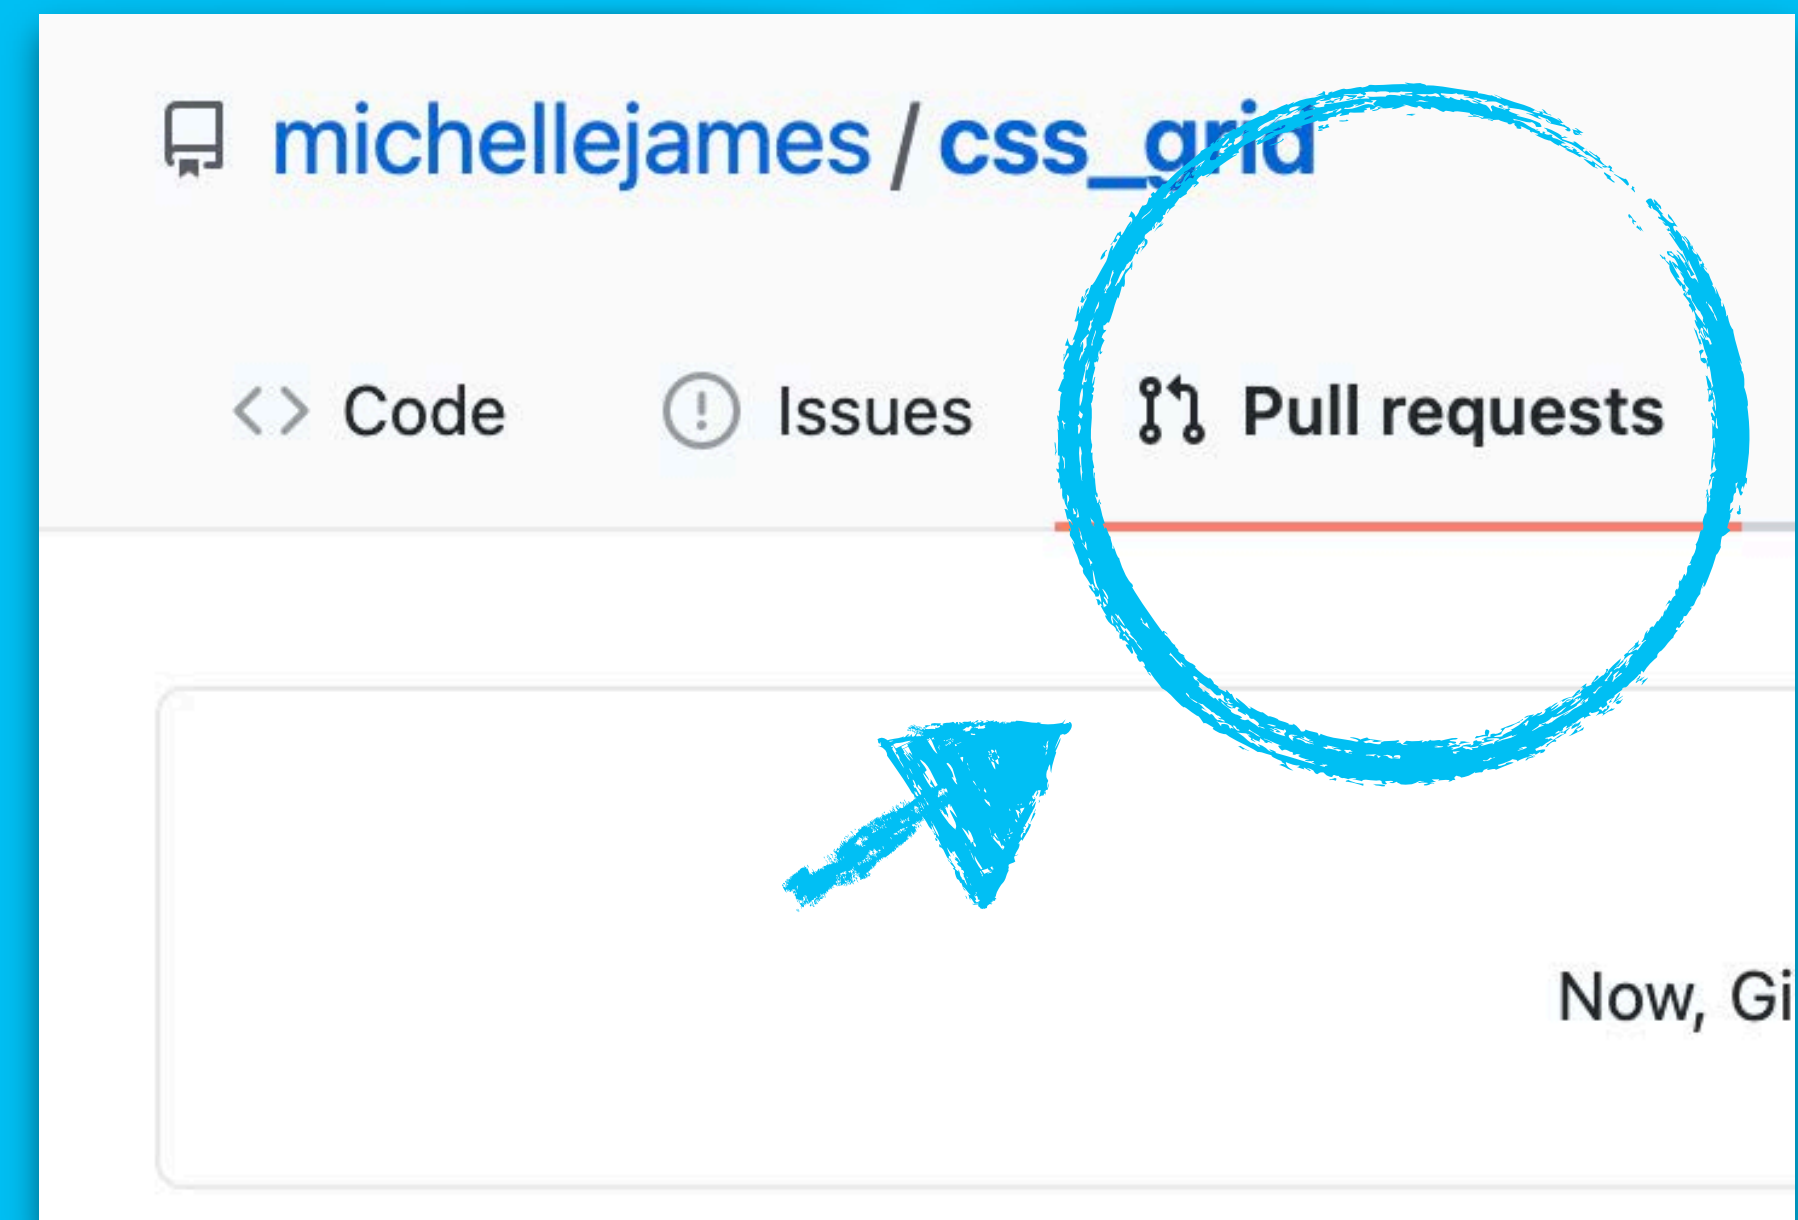 michellejames / css_grid
Code Issues Pull requests
Now, Gi